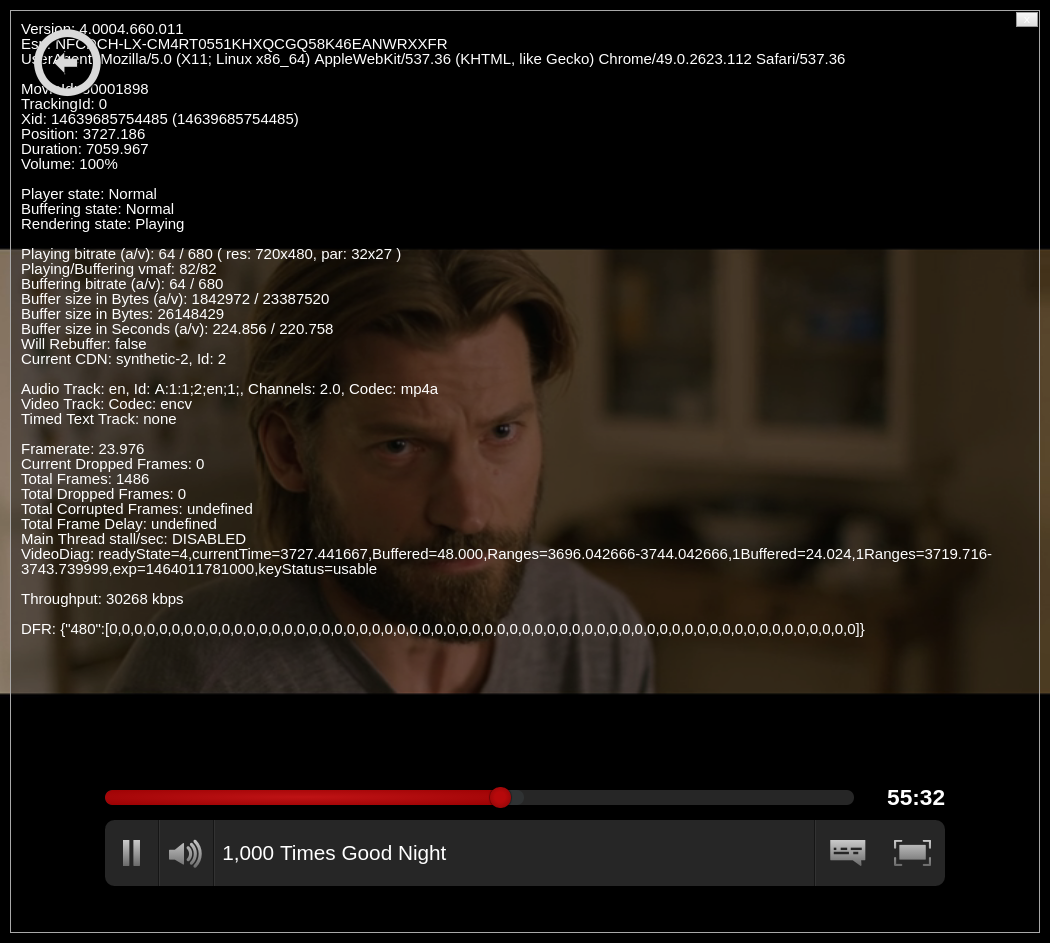 Version: 4.0004.660.011
Esn: NFCDCH-LX-CM4RT0551KHXQCGQ58K46EANWRXXFR
UserAgent: Mozilla/5.0 (X11; Linux x86_64) AppleWebKit/537.36 (KHTML, like Gecko) Chrome/49.0.2623.112 Safari/537.36
MovieId: 80001898
TrackingId: 0
Xid: 14639685754485 (14639685754485)
Position: 3727.186
Duration: 7059.967
Volume: 100%
Player state: Normal
Buffering state: Normal
Rendering state: Playing
Playing bitrate (a/v): 64 / 680 ( res: 720x480, par: 32x27 )
Playing/Buffering vmaf: 82/82
Buffering bitrate (a/v): 64 / 680
Buffer size in Bytes (a/v): 1842972 / 23387520
Buffer size in Bytes: 26148429
Buffer size in Seconds (a/v): 224.856 / 220.758
Will Rebuffer: false
Current CDN: synthetic-2, Id: 2
Audio Track: en, Id: A:1:1;2;en;1;, Channels: 2.0, Codec: mp4a
Video Track: Codec: encv
Timed Text Track: none
Framerate: 23.976
Current Dropped Frames: 0
Total Frames: 1486
Total Dropped Frames: 0
Total Corrupted Frames: undefined
Total Frame Delay: undefined
Main Thread stall/sec: DISABLED
VideoDiag: readyState=4,currentTime=3727.441667,Buffered=48.000,Ranges=3696.042666-3744.042666,1Buffered=24.024,1Ranges=3719.716-
3743.739999,exp=1464011781000,keyStatus=usable
Throughput: 30268 kbps
DFR: {"480":[0,0,0,0,0,0,0,0,0,0,0,0,0,0,0,0,0,0,0,0,0,0,0,0,0,0,0,0,0,0,0,0,0,0,0,0,0,0,0,0,0,0,0,0,0,0,0,0,0,0,0,0,0,0,0,0,0,0,0,0]}
55:32
1,000 Times Good Night